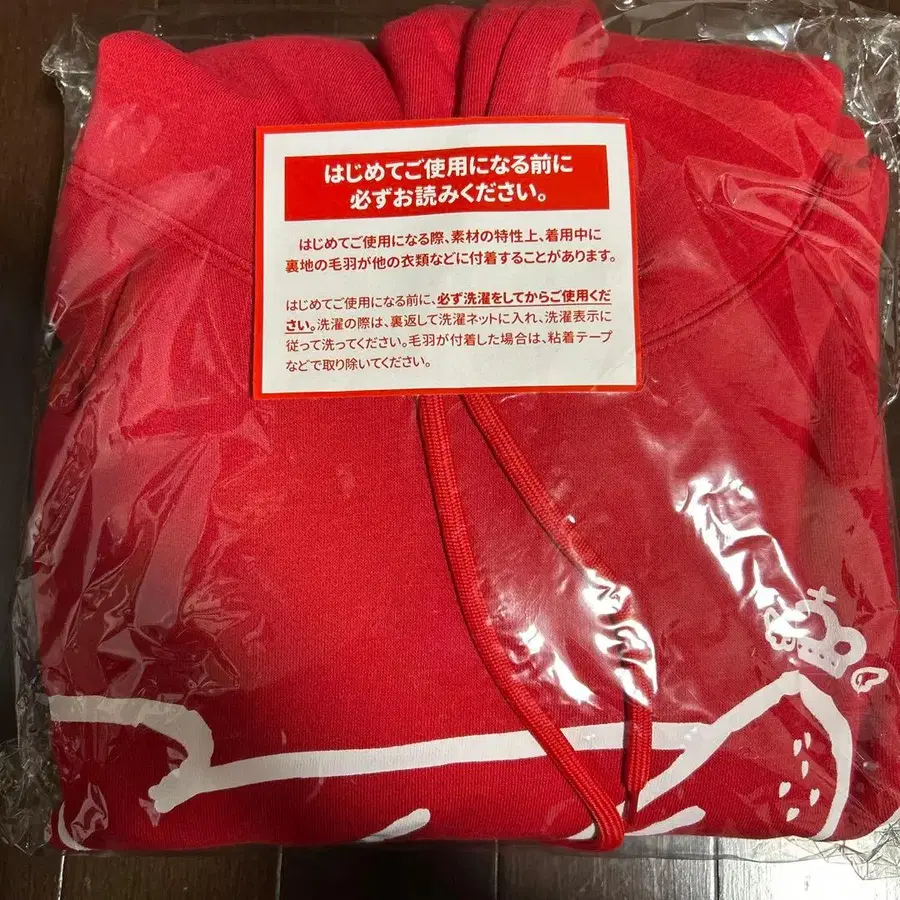 はじめてご使用になる前に
必ずお読みください。
はじめてご使用になる際、素材の特性上、着用中に
裏地の毛羽が他の衣類などに付着することがあります。
はじめてご使用になる前に、必ず洗濯をしてからご使用くだ
さい。洗濯の際は、裏返して洗濯ネットに入れ、洗濯表示に
従って洗ってください。毛羽が付着した場合は、粘着テープ
などで取り除いてください。